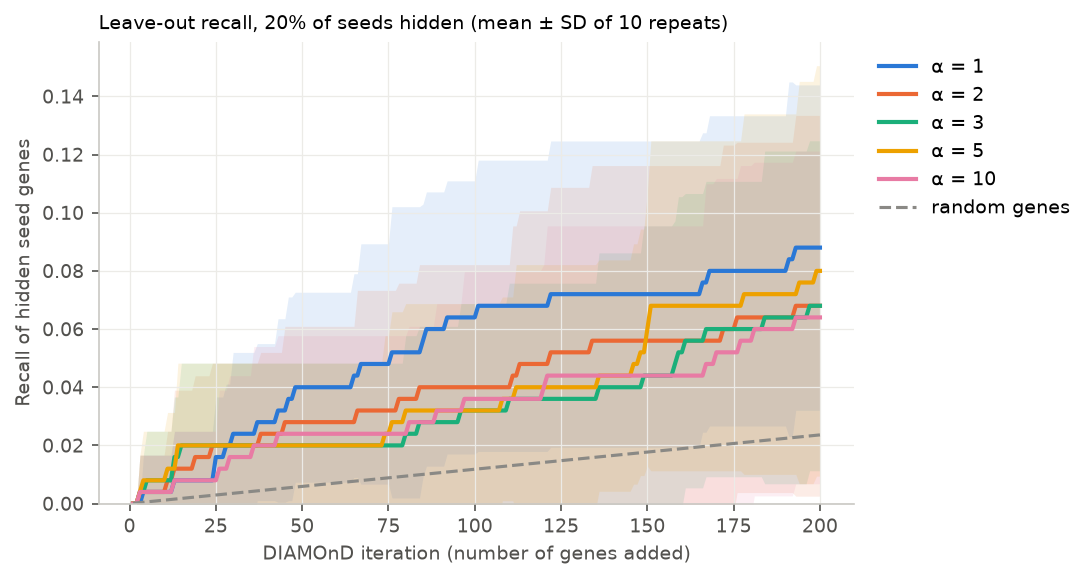 Leave-out recall, 20% of seeds hidden (mean ± SD of 10 repeats)
Recall of hidden seed genes
0.14
0.12
0.10
0.08
0.06
0.04
0.02
0.00
0
25
50
75
100
125
150
175
200
DIAMOnD iteration (number of genes added)
α = 1
α = 2
α = 3
α = 5
α = 10
random genes